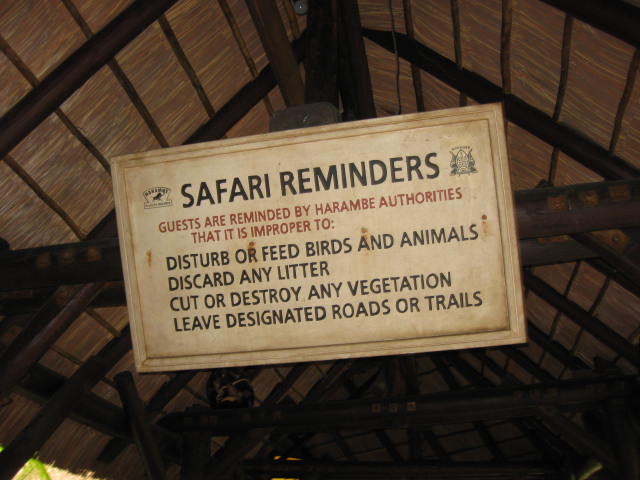 SAFARI REMINDERS
GUESTS ARE REMINDED BY HARAMBE AUTHORITIES
THAT IT IS IMPROPER TO:
DISTURB OR FEED BIRDS AND ANIMALS
DISCARD ANY LITTER
CUT OR DESTROY ANY VEGETATION
LEAVE DESIGNATED ROADS OR TRAILS
HARAMBE